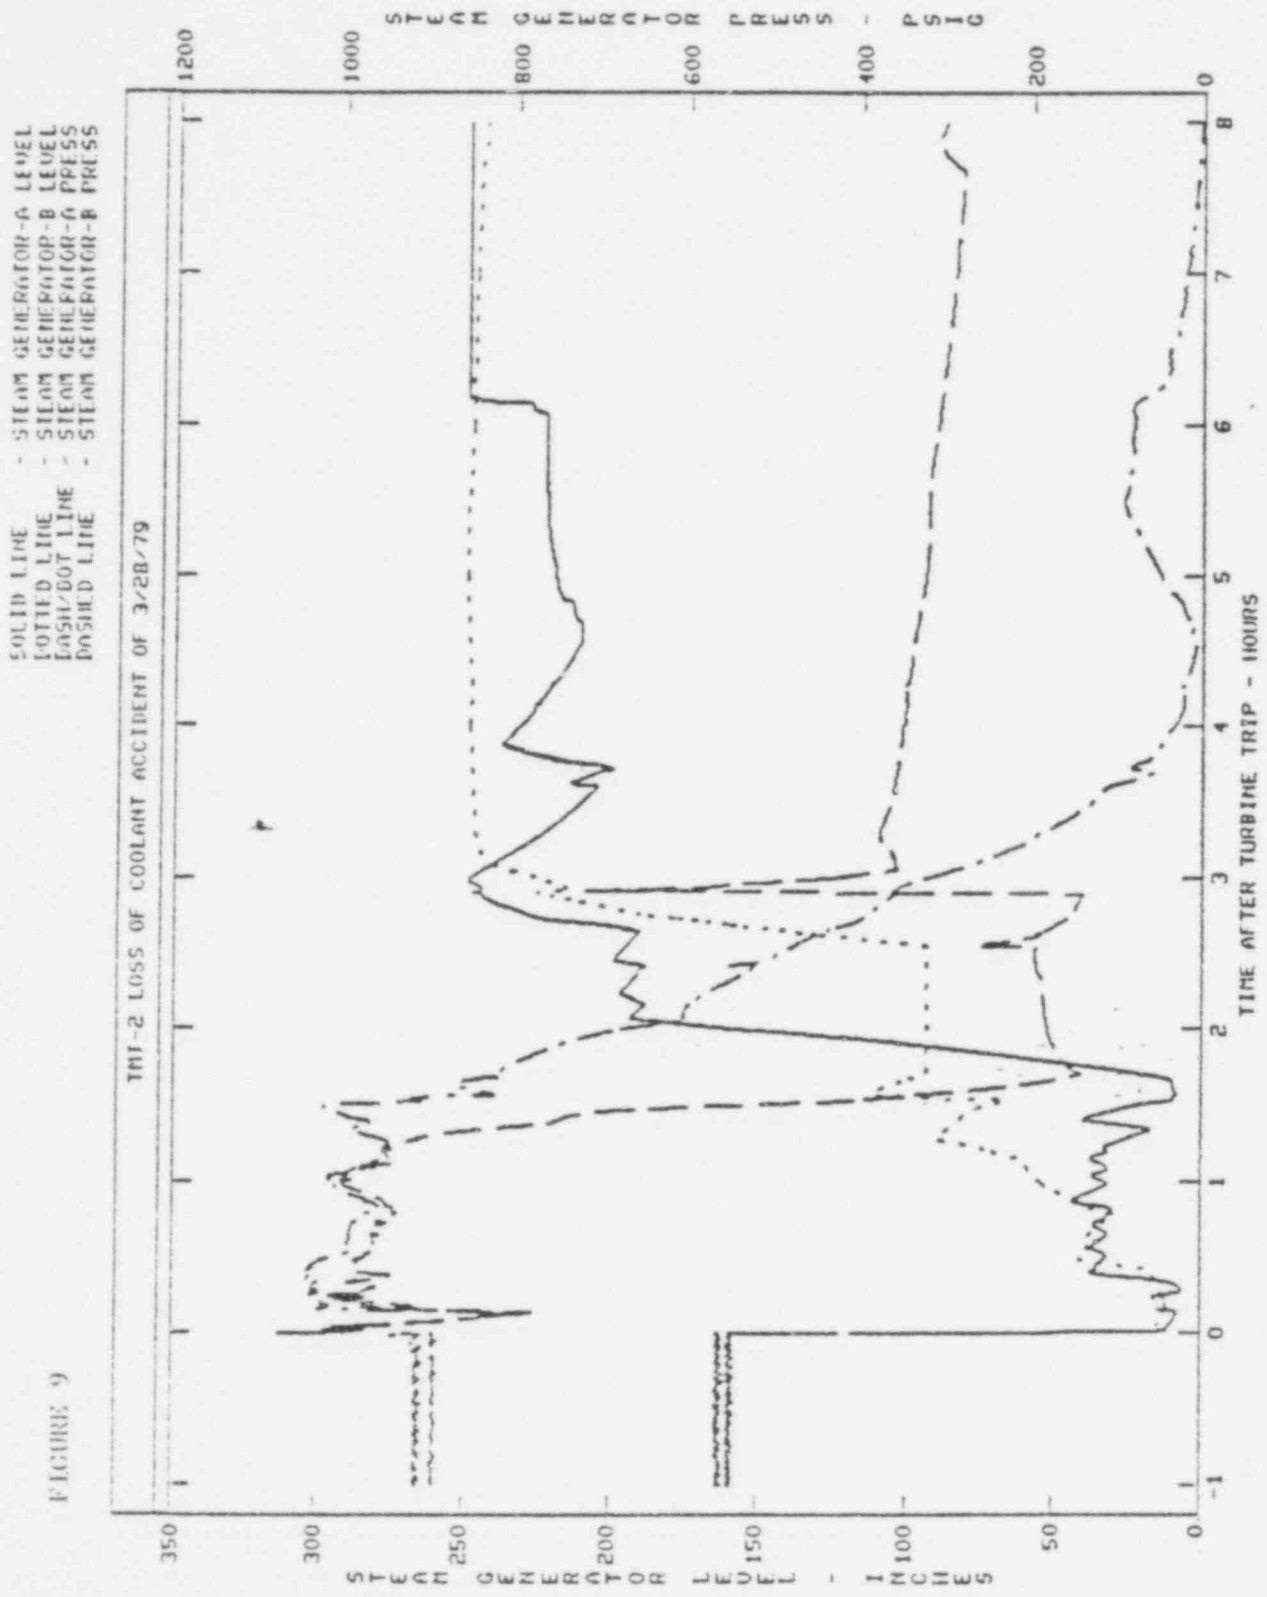 FIGURE 9
SOLID LINE - STEAM GENERATOR-A LEVEL
DOTTED LINE - STEAM GENERATOR-B LEVEL
DASH/DOT LINE - STEAM GENERATOR-A PRESS
DASHED LINE - STEAM GENERATOR-B PRESS
TMI-2 LOSS OF COOLANT ACCIDENT OF 3/28/79
STEAM GENERATOR LEVEL - INCHES
350
300
250
200
150
100
50
0
STEAM GENERATOR PRESS - PSIG
1200
1000
800
600
400
200
0
-1 0 1 2 3 4 5 6 7 8
TIME AFTER TURBINE TRIP - HOURS